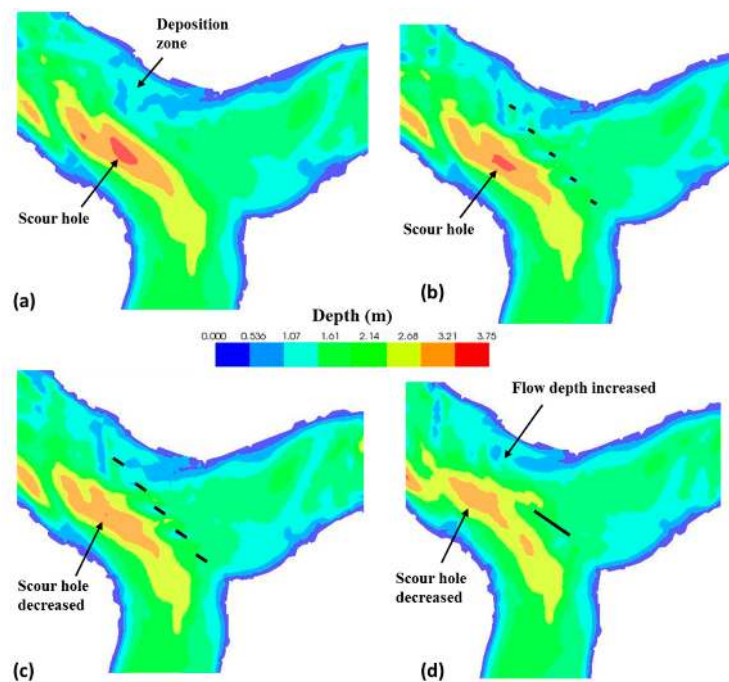 Deposition
zone
Scour hole
(a)
Scour hole
(b)
Depth (m)
0.000 0.536 1.07 1.61 2.14 2.68 3.21 3.75
Scour hole
decreased
(c)
Flow depth increased
Scour hole
decreased
(d)